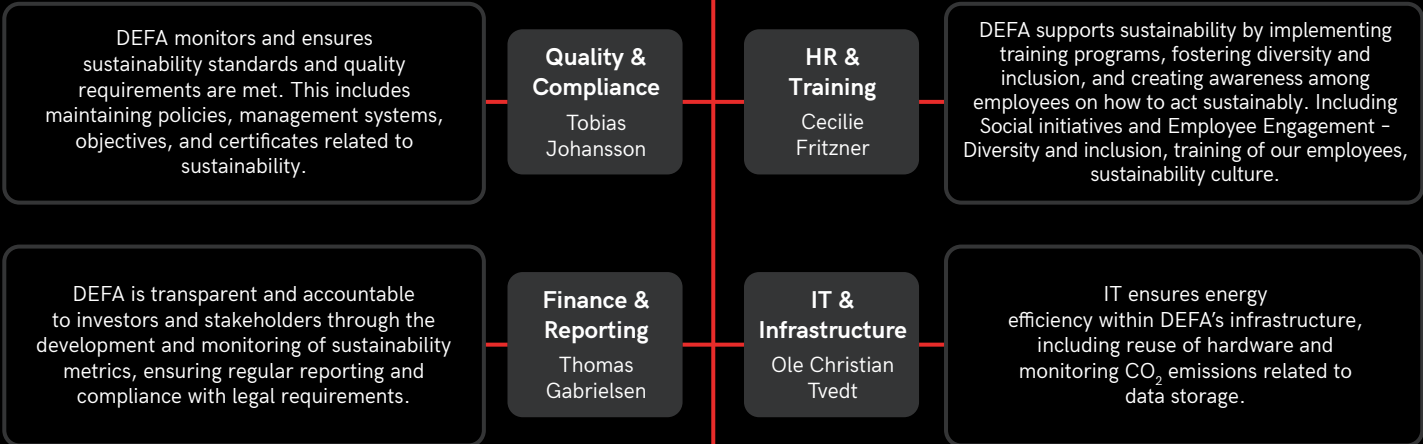 DEFA monitors and ensures
sustainability standards and quality
requirements are met. This includes
maintaining policies, management systems,
objectives, and certificates related to
sustainability.
Quality &
Compliance
Tobias
Johansson
HR &
Training
Cecilie
Fritzner
DEFA supports sustainability by implementing
training programs, fostering diversity and
inclusion, and creating awareness among
employees on how to act sustainably. Including
Social initiatives and Employee Engagement –
Diversity and inclusion, training of our employees,
sustainability culture.
DEFA is transparent and accountable
to investors and stakeholders through the
development and monitoring of sustainability
metrics, ensuring regular reporting and
compliance with legal requirements.
Finance &
Reporting
Thomas
Gabrielsen
IT &
Infrastructure
Ole Christian
Tvedt
IT ensures energy
efficiency within DEFA’s infrastructure,
including reuse of hardware and
monitoring CO₂ emissions related to
data storage.